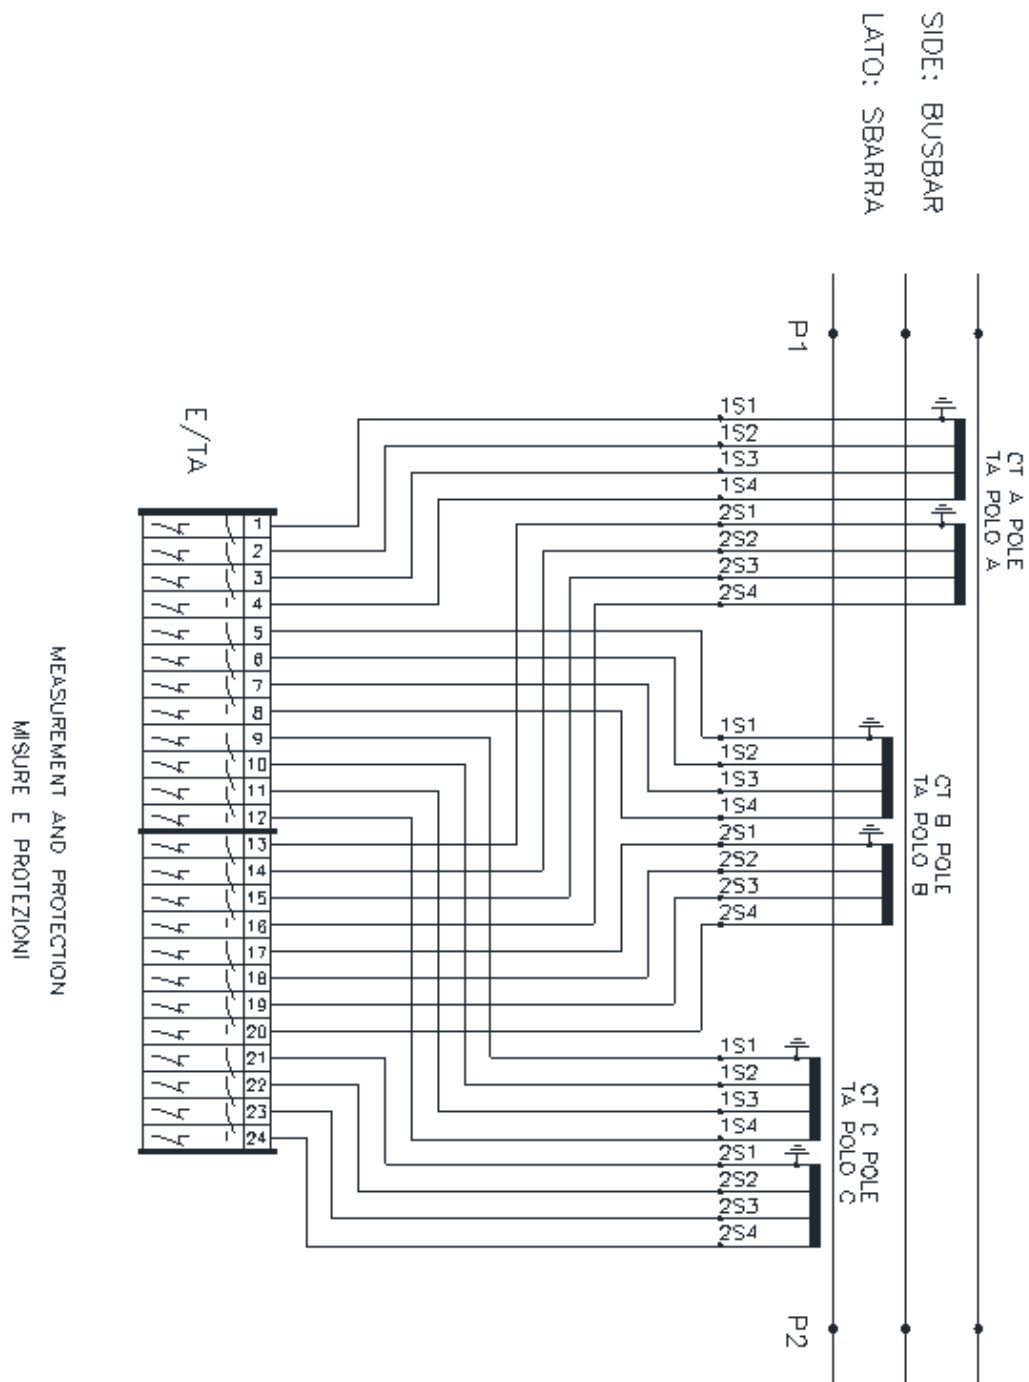 SIDE: BUSBAR
LATO: SBARRA
P1
CT A POLE
TA POLO A
1S1
1S2
1S3
1S4
2S1
2S2
2S3
2S4
CT B POLE
TA POLO B
1S1
1S2
1S3
1S4
2S1
2S2
2S3
2S4
CT C POLE
TA POLO C
1S1
1S2
1S3
1S4
2S1
2S2
2S3
2S4
P2
E/TA
1
2
3
4
5
6
7
8
9
10
11
12
13
14
15
16
17
18
19
20
21
22
23
24
MEASUREMENT AND PROTECTION
MISURE E PROTEZIONI